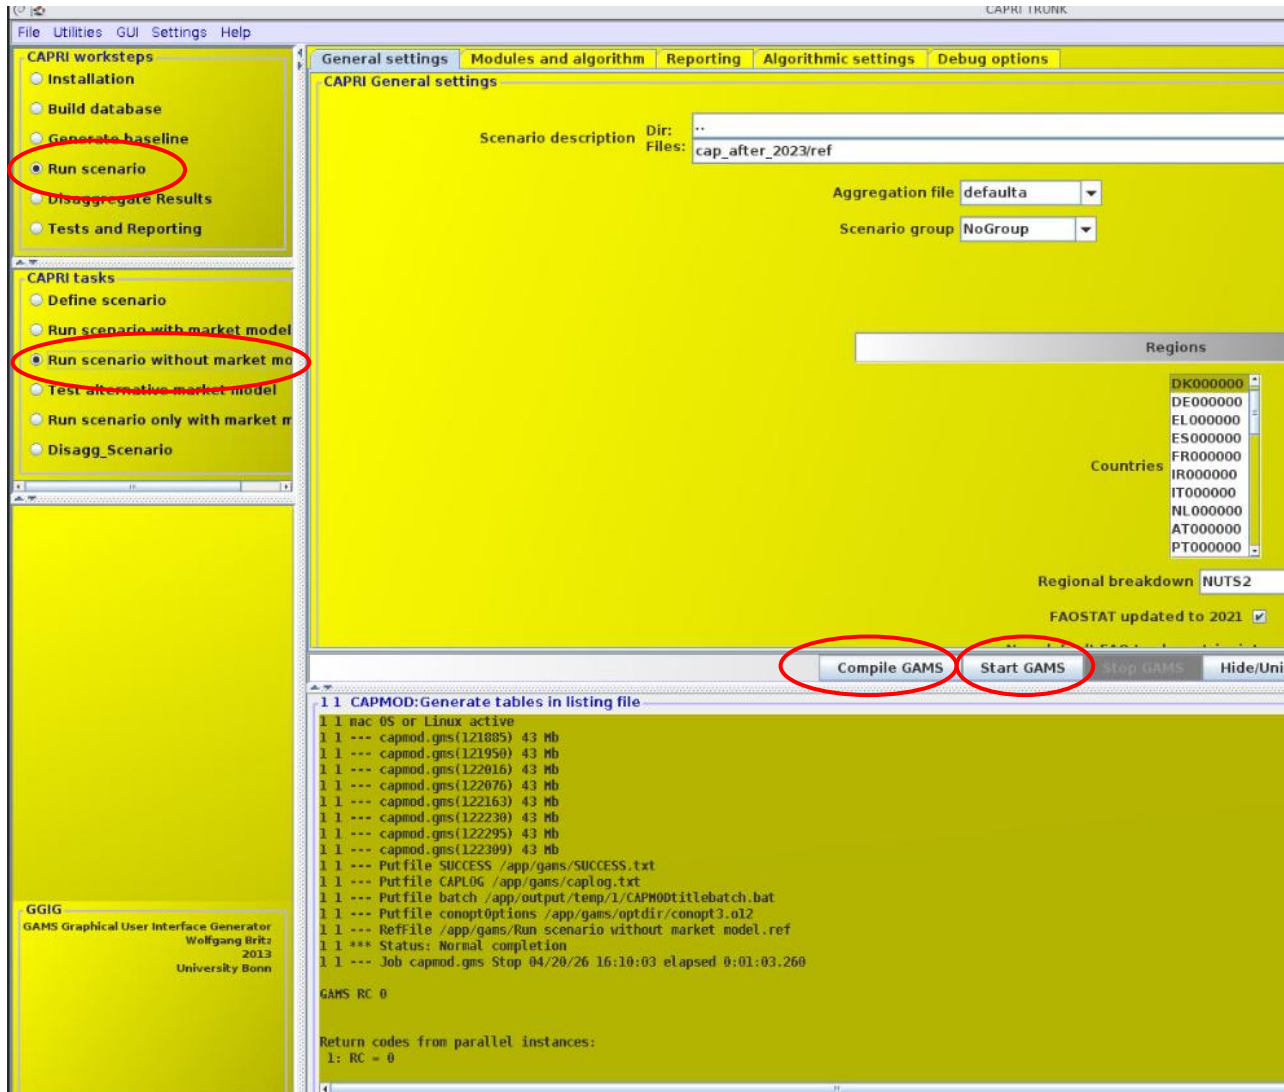 CAPRI TRUNK
File Utilities GUI Settings Help
CAPRI worksteps
Installation
Build database
Generate baseline
Run scenario
Disaggregate Results
Tests and Reporting
CAPRI tasks
Define scenario
Run scenario with market model
Run scenario without market mo
Test alternative market model
Run scenario only with market m
Disagg_Scenario
GGIG
GAMS Graphical User Interface Generator
Wolfgang Britz
2013
University Bonn
General settings Modules and algorithm Reporting Algorithmic settings Debug options
CAPRI General settings
Scenario description Dir: ..
Files: cap_after_2023/ref
Aggregation file defaulta
Scenario group NoGroup
Regions
Countries
DK000000
DE000000
EL000000
ES000000
FR000000
IR000000
IT000000
NL000000
AT000000
PT000000
Regional breakdown NUTS2
FAOSTAT updated to 2021
Compile GAMS Start GAMS Stop GAMS Hide/Uni
1 1 CAPMOD:Generate tables in listing file
1 1 mac OS or Linux active
1 1 --- capmod.gms(121885) 43 Mb
1 1 --- capmod.gms(121950) 43 Mb
1 1 --- capmod.gms(122016) 43 Mb
1 1 --- capmod.gms(122076) 43 Mb
1 1 --- capmod.gms(122163) 43 Mb
1 1 --- capmod.gms(122230) 43 Mb
1 1 --- capmod.gms(122295) 43 Mb
1 1 --- capmod.gms(122309) 43 Mb
1 1 --- Putfile SUCCESS /app/gams/SUCCESS.txt
1 1 --- Putfile CAPLOG /app/gams/caplog.txt
1 1 --- Putfile batch /app/output/temp/1/CAPMODtitlebatch.bat
1 1 --- Putfile conoptOptions /app/gams/optdir/conopt3.o12
1 1 --- RefFile /app/gams/Run scenario without market model.ref
1 1 *** Status: Normal completion
1 1 --- Job capmod.gms Stop 04/20/26 16:10:03 elapsed 0:01:03.260
GAMS RC 0
Return codes from parallel instances:
1: RC = 0